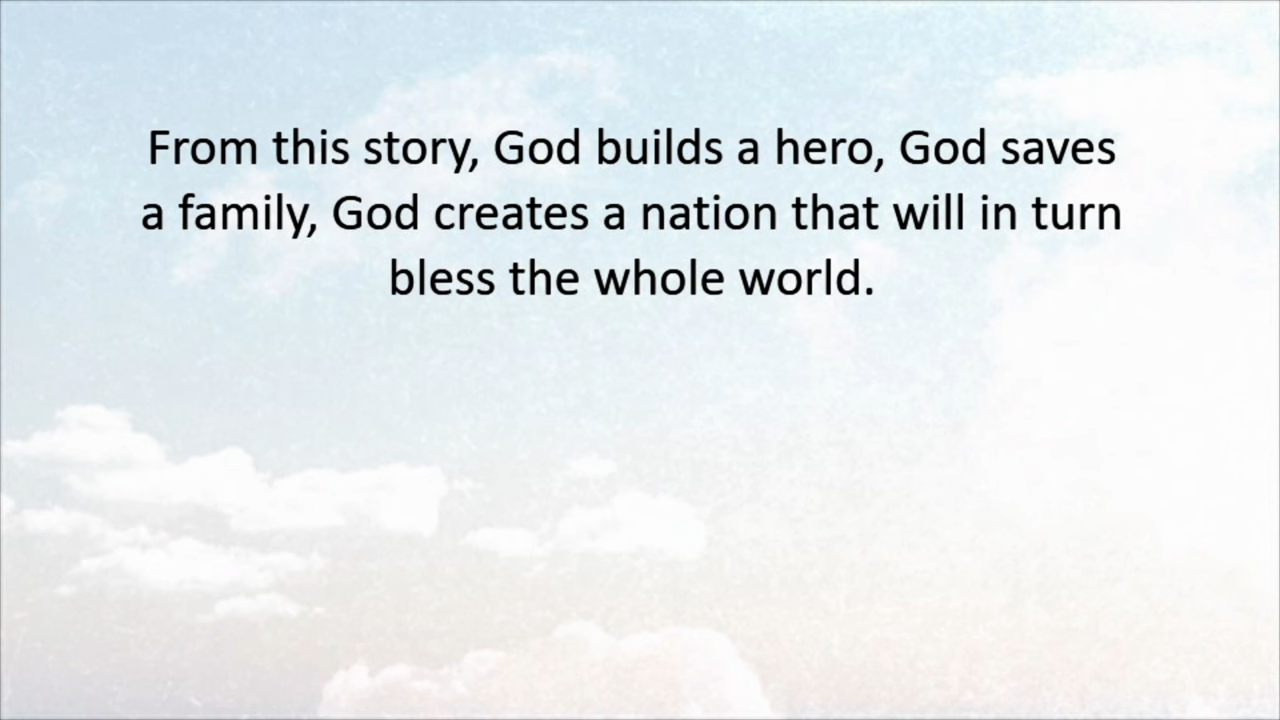 From this story, God builds a hero, God saves
a family, God creates a nation that will in turn
bless the whole world.